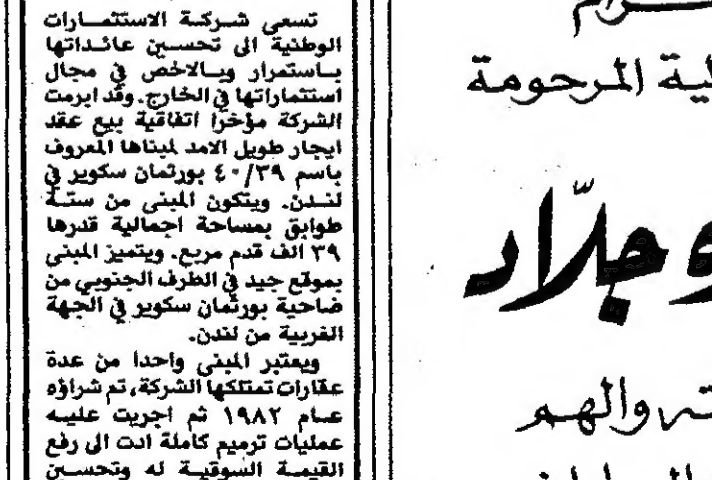 تسعى شركة الاستثمارات
الوطنية الى تحسين عائداتها
باستمرار وبالاخص في مجال
استثماراتها في الخارج. وقد ابرمت
الشركة مؤخرا اتفاقية بيع عقد
ايجار طويل الامد لمبناها المعروف
باسم ٤٠/٣٩ بورتمان سكوير في
لندن. ويتكون المبنى من ستة
طوابق بمساحة اجمالية قدرها
٣٩ الف قدم مربع. ويتميز المبنى
بموقع جيد في الطرف الجنوبي من
ضاحية بورتمان سكوير في الجهة
الغربية من لندن.
ويعتبر المبنى واحدا من عدة
عقارات تمتلكها الشركة، تم شراؤه
عام ١٩٨٢ ثم اجريت عليه
عمليات ترميم كاملة ادت الى رفع
القيمة السوقية له وتحسين
المرحومة
جلّاد
والهم